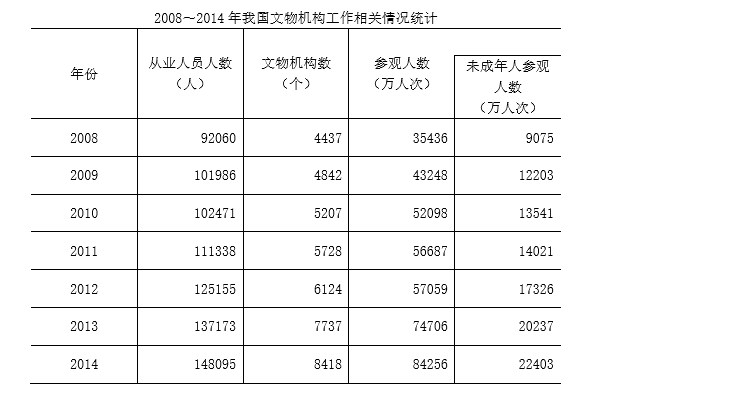 2008～2014 年我国文物机构工作相关情况统计
年份 从业人员人数（人） 文物机构数（个） 参观人数（万人次） 未成年人参观人数（万人次）
2008 92060 4437 35436 9075
2009 101986 4842 43248 12203
2010 102471 5207 52098 13541
2011 111338 5728 56687 14021
2012 125155 6124 57059 17326
2013 137173 7737 74706 20237
2014 148095 8418 84256 22403